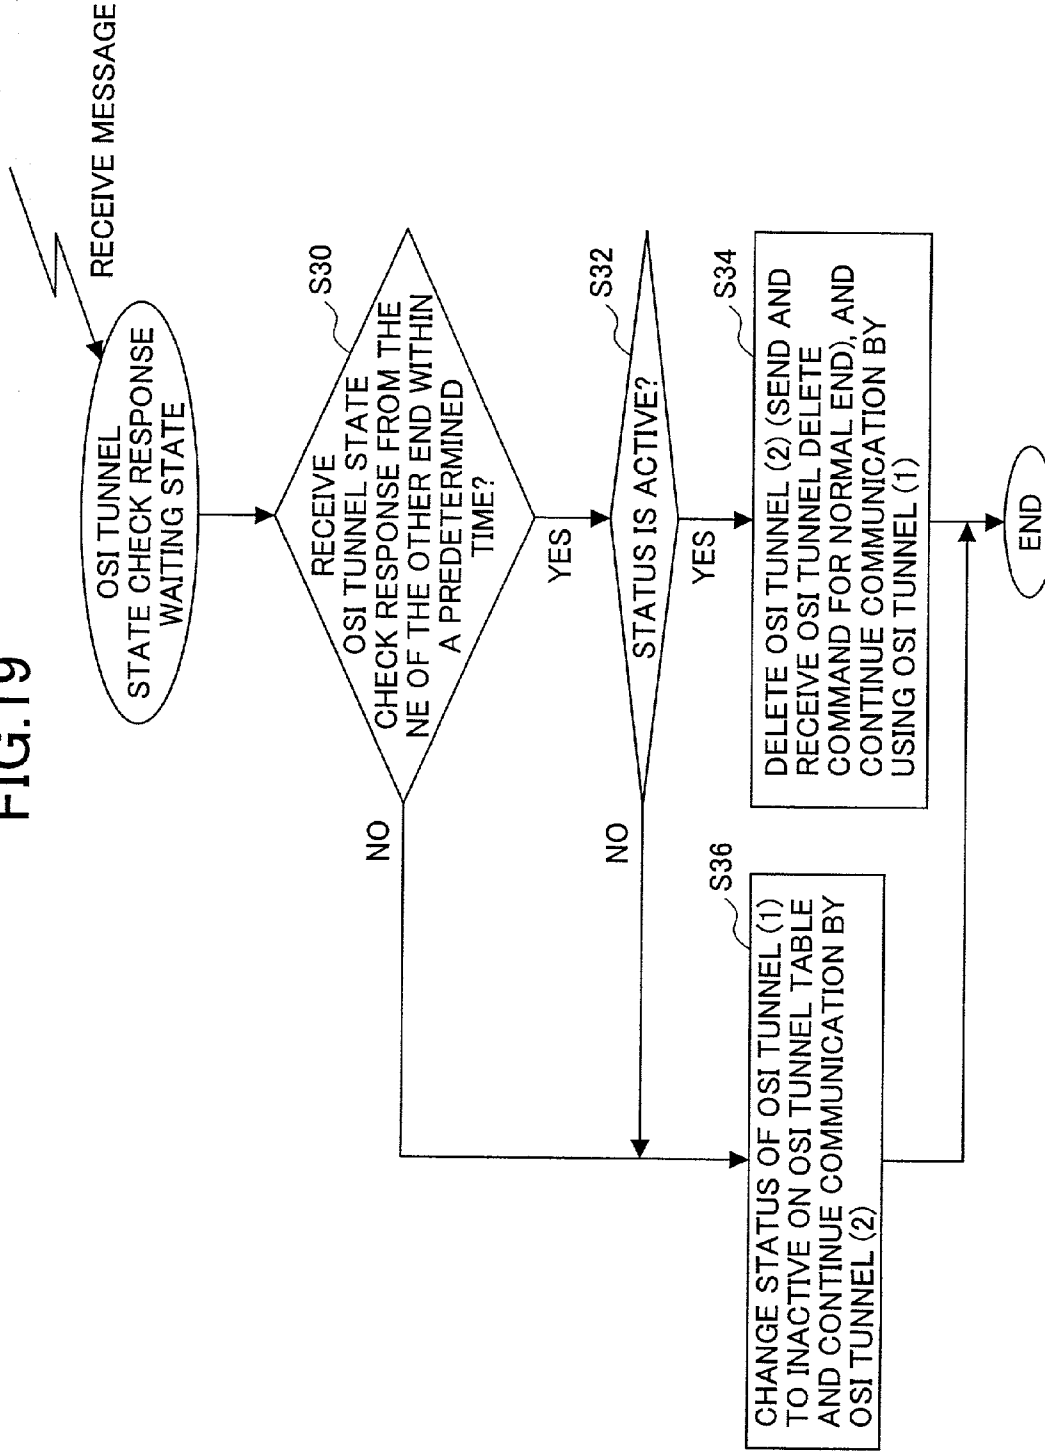 FIG.19
RECEIVE MESSAGE
OSI TUNNEL
STATE CHECK RESPONSE
WAITING STATE
S30
RECEIVE
OSI TUNNEL STATE
CHECK RESPONSE FROM THE
NE OF THE OTHER END WITHIN
A PREDETERMINED
TIME?
NO
YES
S32
STATUS IS ACTIVE?
NO
YES
S34
DELETE OSI TUNNEL (2) (SEND AND
RECEIVE OSI TUNNEL DELETE
COMMAND FOR NORMAL END), AND
CONTINUE COMMUNICATION BY
USING OSI TUNNEL (1)
S36
CHANGE STATUS OF OSI TUNNEL (1)
TO INACTIVE ON OSI TUNNEL TABLE
AND CONTINUE COMMUNICATION BY
OSI TUNNEL (2)
END